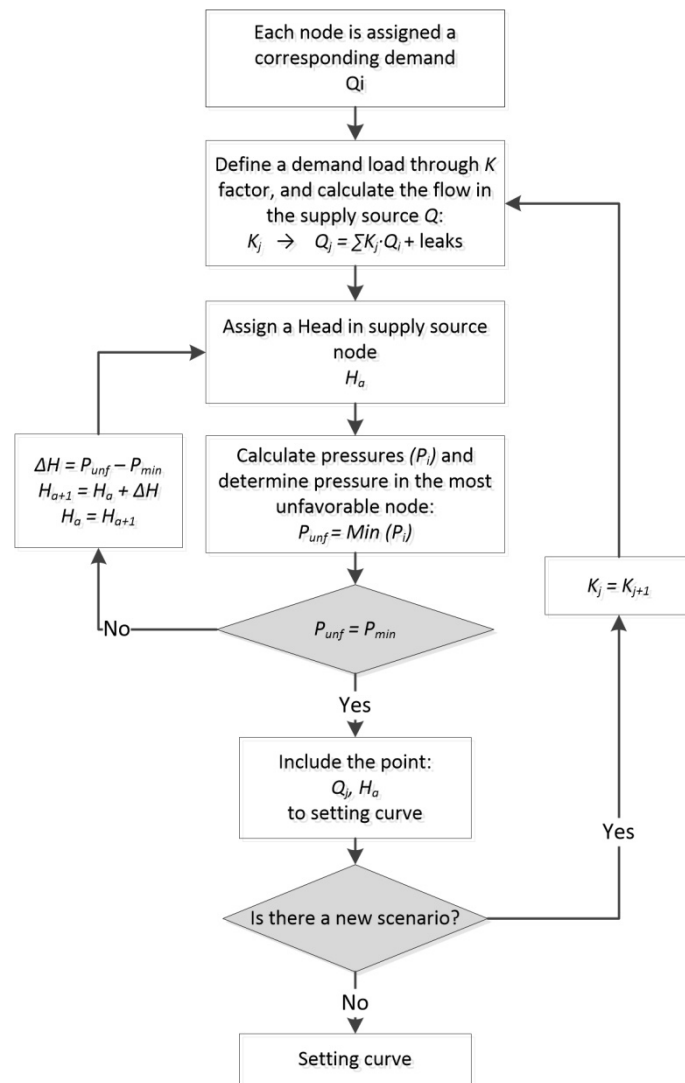 Each node is assigned a
corresponding demand
Qi
Define a demand load through K
factor, and calculate the flow in
the supply source Q:
Kj → Qj = ∑Kj·Qi + leaks
Assign a Head in supply source
node
Ha
ΔH = Punf – Pmin
Ha+1 = Ha + ΔH
Ha = Ha+1
Calculate pressures (Pi) and
determine pressure in the most
unfavorable node:
Punf = Min (Pi)
Kj = Kj+1
No
Punf = Pmin
Yes
Include the point:
Qj, Ha
to setting curve
Yes
Is there a new scenario?
No
Setting curve